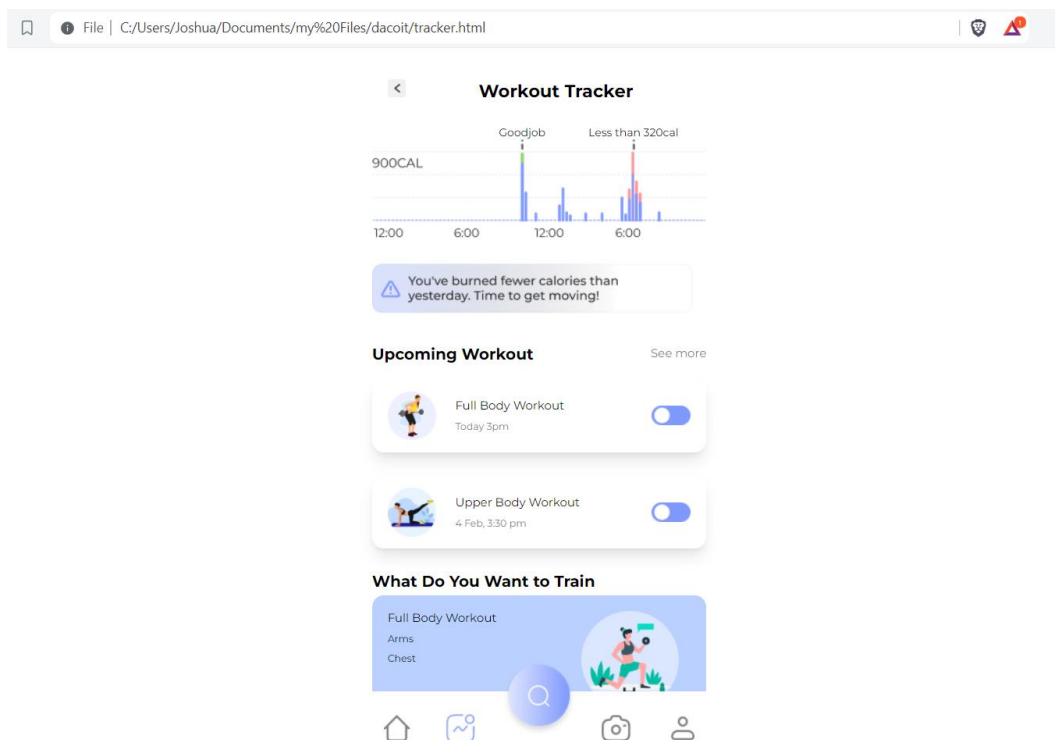 File | C:/Users/Joshua/Documents/my%20Files/dacoit/tracker.html
1
Workout Tracker
Goodjob Less than 320cal
900CAL
12:00 6:00 12:00 6:00
You've burned fewer calories than
yesterday. Time to get moving!
Upcoming Workout See more
Full Body Workout
Today 3pm
Upper Body Workout
4 Feb, 3:30 pm
What Do You Want to Train
Full Body Workout
Arms
Chest